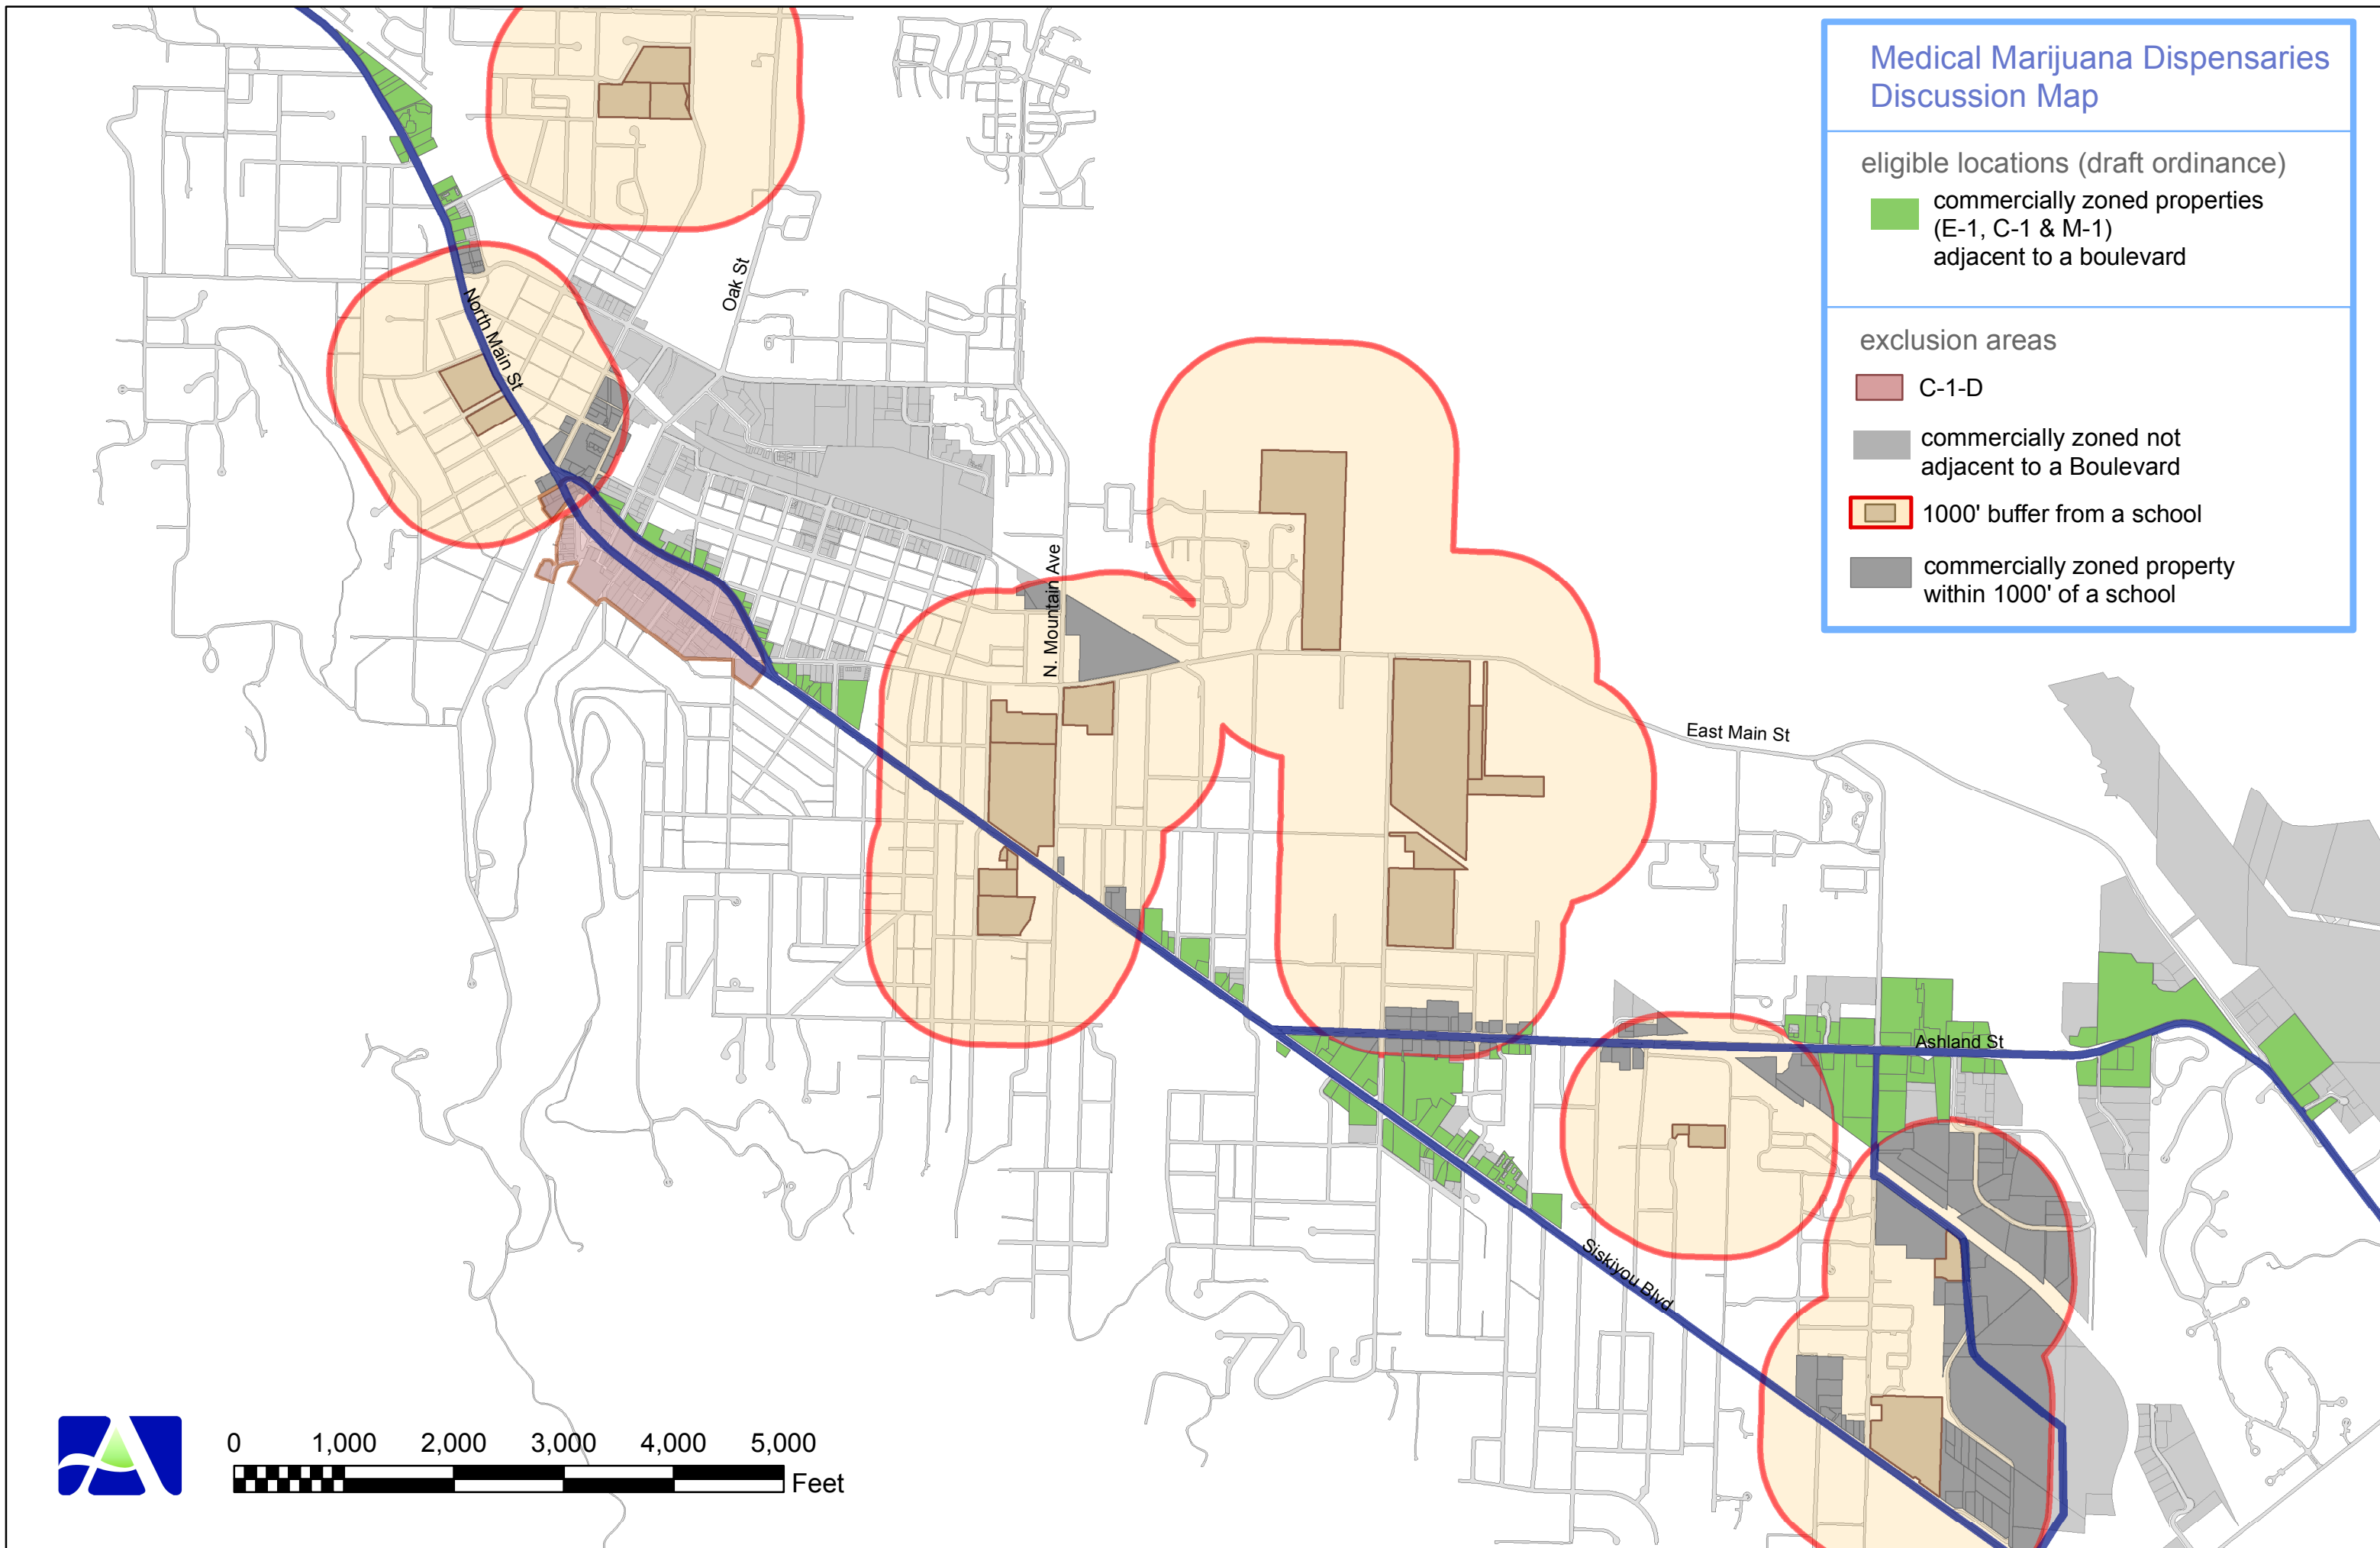 Medical Marijuana Dispensaries
Discussion Map
eligible locations (draft ordinance)
commercially zoned properties
(E-1, C-1 & M-1)
adjacent to a boulevard
exclusion areas
C-1-D
commercially zoned not
adjacent to a Boulevard
1000' buffer from a school
commercially zoned property
within 1000' of a school
Oak St
North Main St
N. Mountain Ave
East Main St
Ashland St
Siskiyou Blvd
0 1,000 2,000 3,000 4,000 5,000
Feet